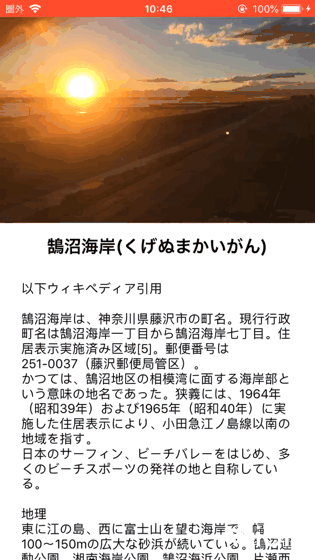 圏外 10:46 100%
鵠沼海岸(くげぬまかいがん)
以下ウィキペディア引用
鵠沼海岸は、神奈川県藤沢市の町名。現行行政
町名は鵠沼海岸一丁目から鵠沼海岸七丁目。住
居表示実施済み区域[5]。郵便番号は
251-0037（藤沢郵便局管区）。
かつては、鵠沼地区の相模湾に面する海岸部と
いう意味の地名であった。狭義には、1964年
（昭和39年）および1965年（昭和40年）に実
施した住居表示により、小田急江ノ島線以南の
地域を指す。
日本のサーフィン、ビーチバレーをはじめ、多
くのビーチスポーツの発祥の地と自称してい
る。
地理
東に江の島、西に富士山を望む海岸で、幅
100〜150mの広大な砂浜が続いている。鵠沼運
動公園、湘南海岸公園、鵠沼海浜公園、片瀬西